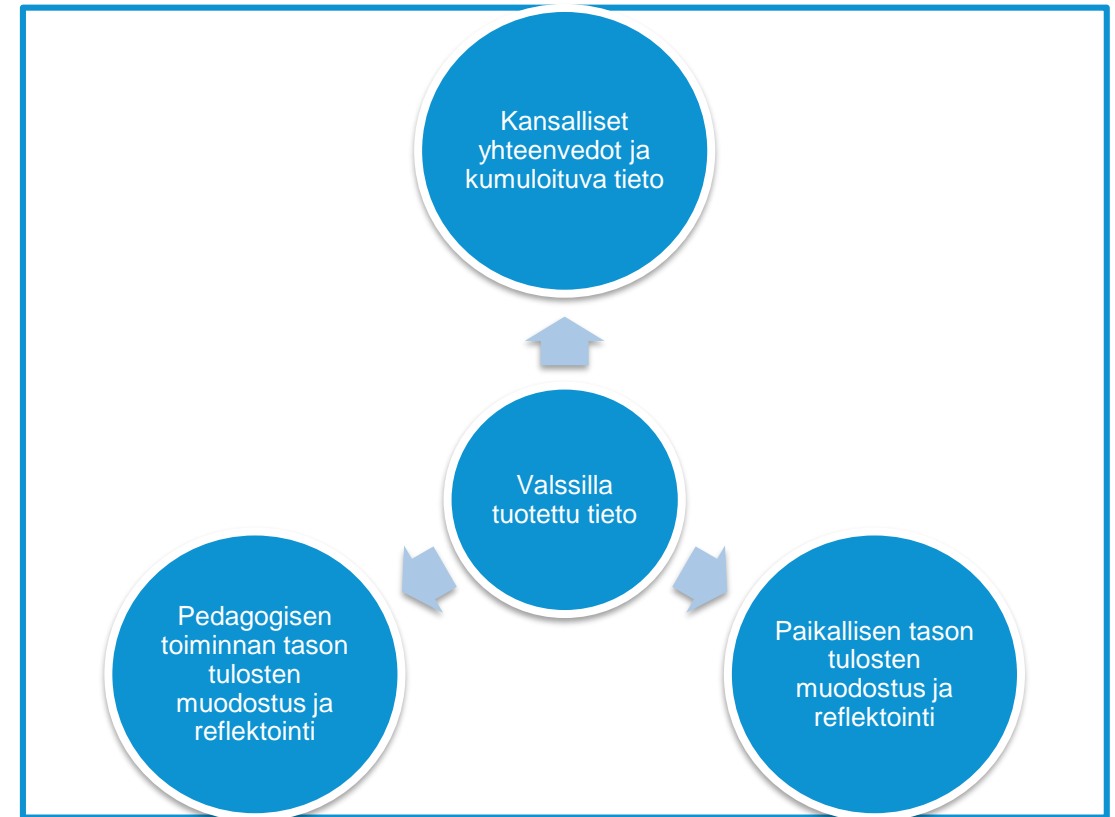 Kansalliset
yhteenvedot ja
kumuloituva tieto
Valssilla
tuotettu tieto
Pedagogisen
toiminnan tason
tulosten
muodostus ja
reflektointi
Paikallisen tason
tulosten
muodostus ja
reflektointi